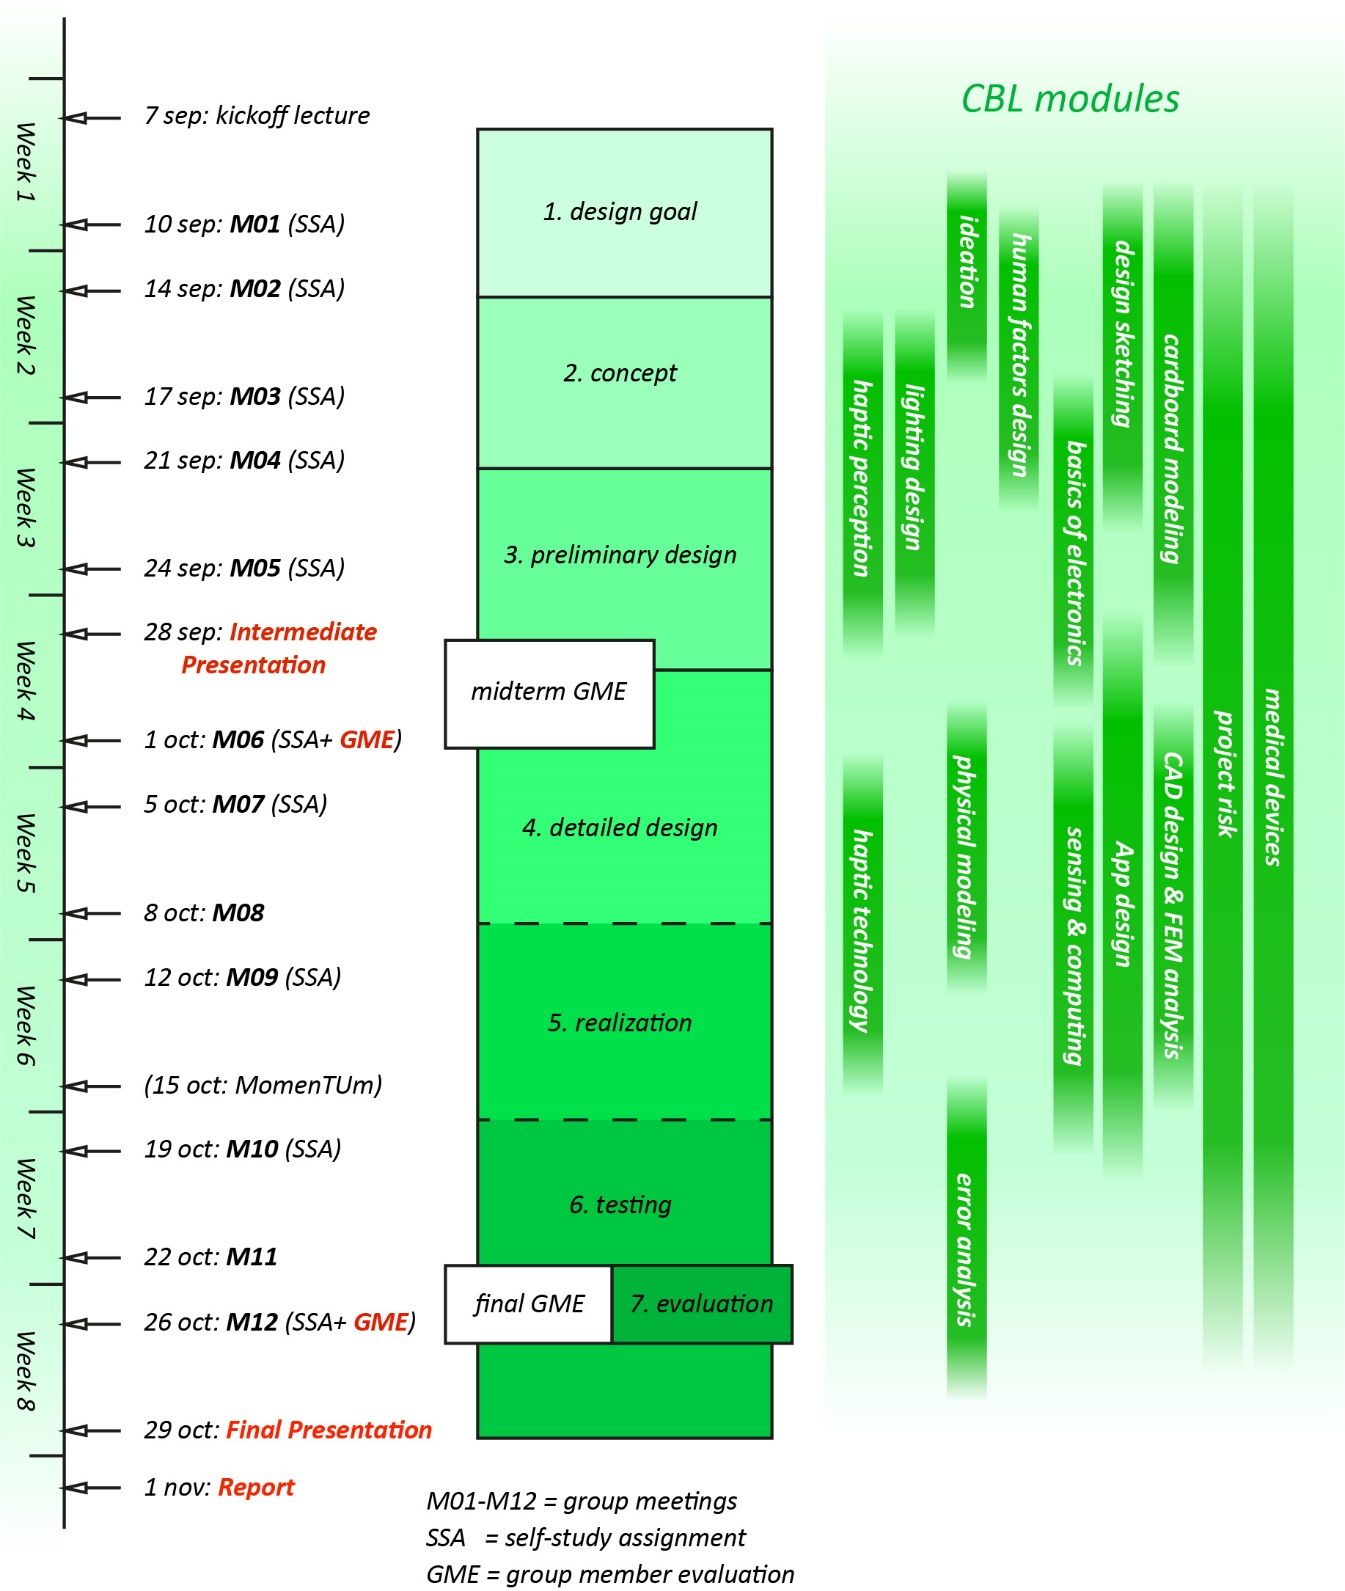 Week 1
Week 2
Week 3
Week 4
Week 5
Week 6
Week 7
Week 8
7 sep: kickoff lecture
10 sep: M01 (SSA)
14 sep: M02 (SSA)
17 sep: M03 (SSA)
21 sep: M04 (SSA)
24 sep: M05 (SSA)
28 sep: Intermediate
Presentation
1 oct: M06 (SSA+ GME)
5 oct: M07 (SSA)
8 oct: M08
12 oct: M09 (SSA)
(15 oct: MomenTUm)
19 oct: M10 (SSA)
22 oct: M11
26 oct: M12 (SSA+ GME)
29 oct: Final Presentation
1 nov: Report
1. design goal
2. concept
3. preliminary design
midterm GME
4. detailed design
5. realization
6. testing
final GME
7. evaluation
M01-M12 = group meetings
SSA = self-study assignment
GME = group member evaluation
CBL modules
haptic perception
haptic technology
lighting design
ideation
physical modeling
error analysis
human factors design
basics of electronics
sensing & computing
design sketching
App design
cardboard modeling
CAD design & FEM analysis
project risk
medical devices